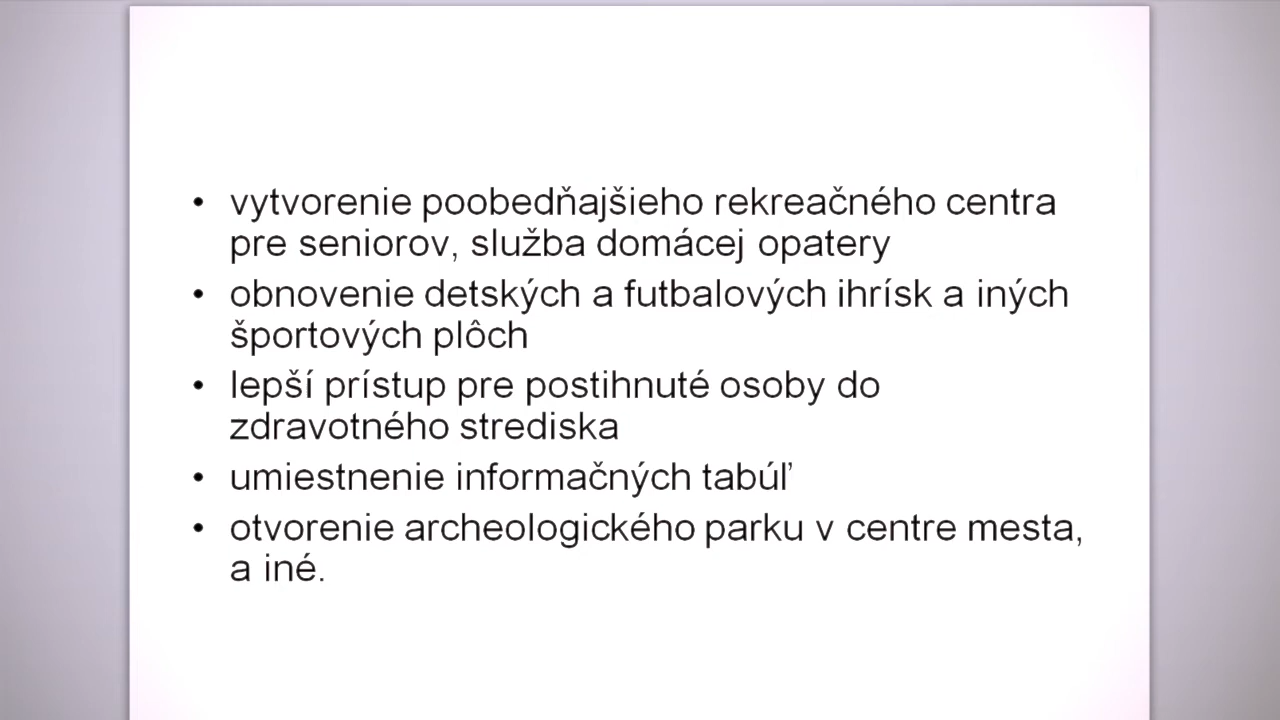 • vytvorenie poobedňajšieho rekreačného centra
pre seniorov, služba domácej opatery
• obnovenie detských a futbalových ihrísk a iných
športových plôch
• lepší prístup pre postihnuté osoby do
zdravotného strediska
• umiestnenie informačných tabúľ
• otvorenie archeologického parku v centre mesta,
a iné.